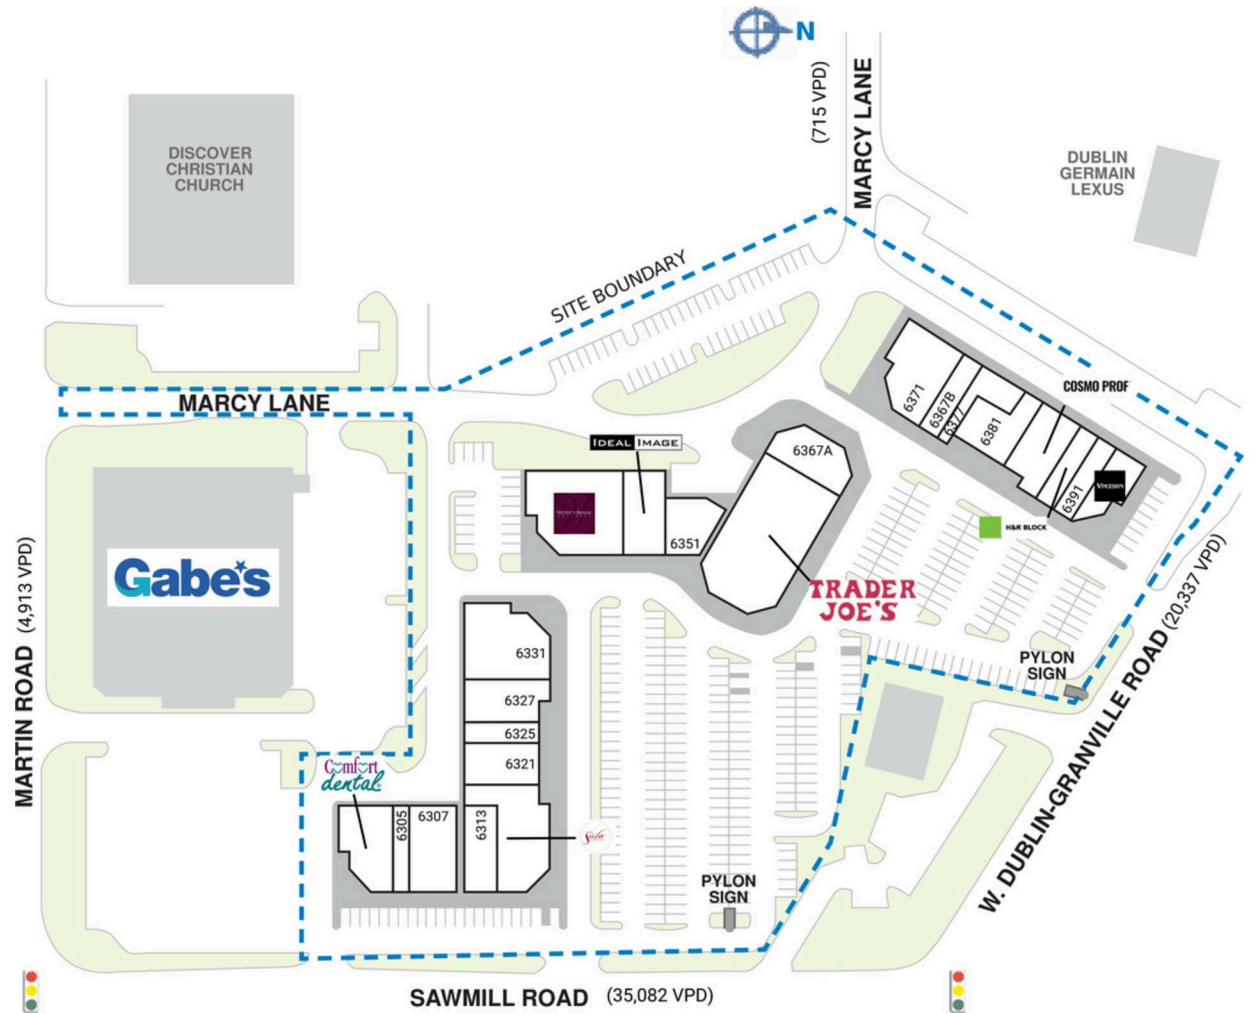 N
(715 VPD)
MARCY LANE
DISCOVER
CHRISTIAN
CHURCH
DUBLIN
GERMAIN
LEXUS
SITE BOUNDARY
COSMO PROF
MARCY LANE
6371
6367B
6377
6381
6391
H&R BLOCK
IDEAL IMAGE
6367A
6351
TRADER
JOE'S
Gabe's
MARTIN ROAD (4,913 VPD)
6331
6327
6325
6321
6313
Comfort
dental
6305
6307
PYLON
SIGN
PYLON
SIGN
W. DUBLIN-GRANVILLE ROAD (20,337 VPD)
SAWMILL ROAD (35,082 VPD)